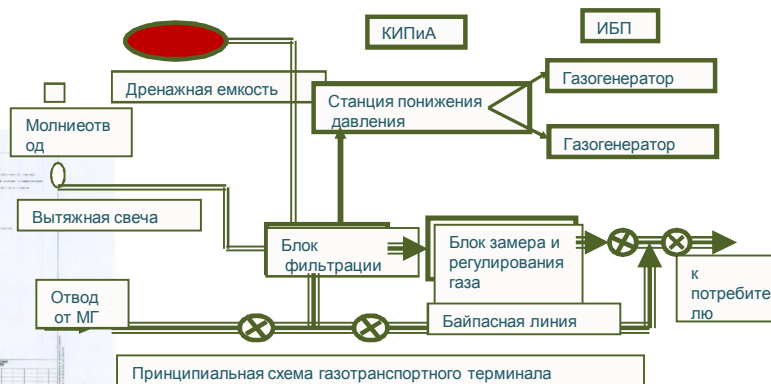 КИПиА
ИБП
Дренажная емкость
Газогенератор
Станция понижения
давления
Молниеотв
од
Газогенератор
Вытяжная свеча
Блок
фильтрации
Блок замера и
регулирования
газа
Отвод
от МГ
Байпасная линия
к
потребите
лю
Принципиальная схема газотранспортного терминала